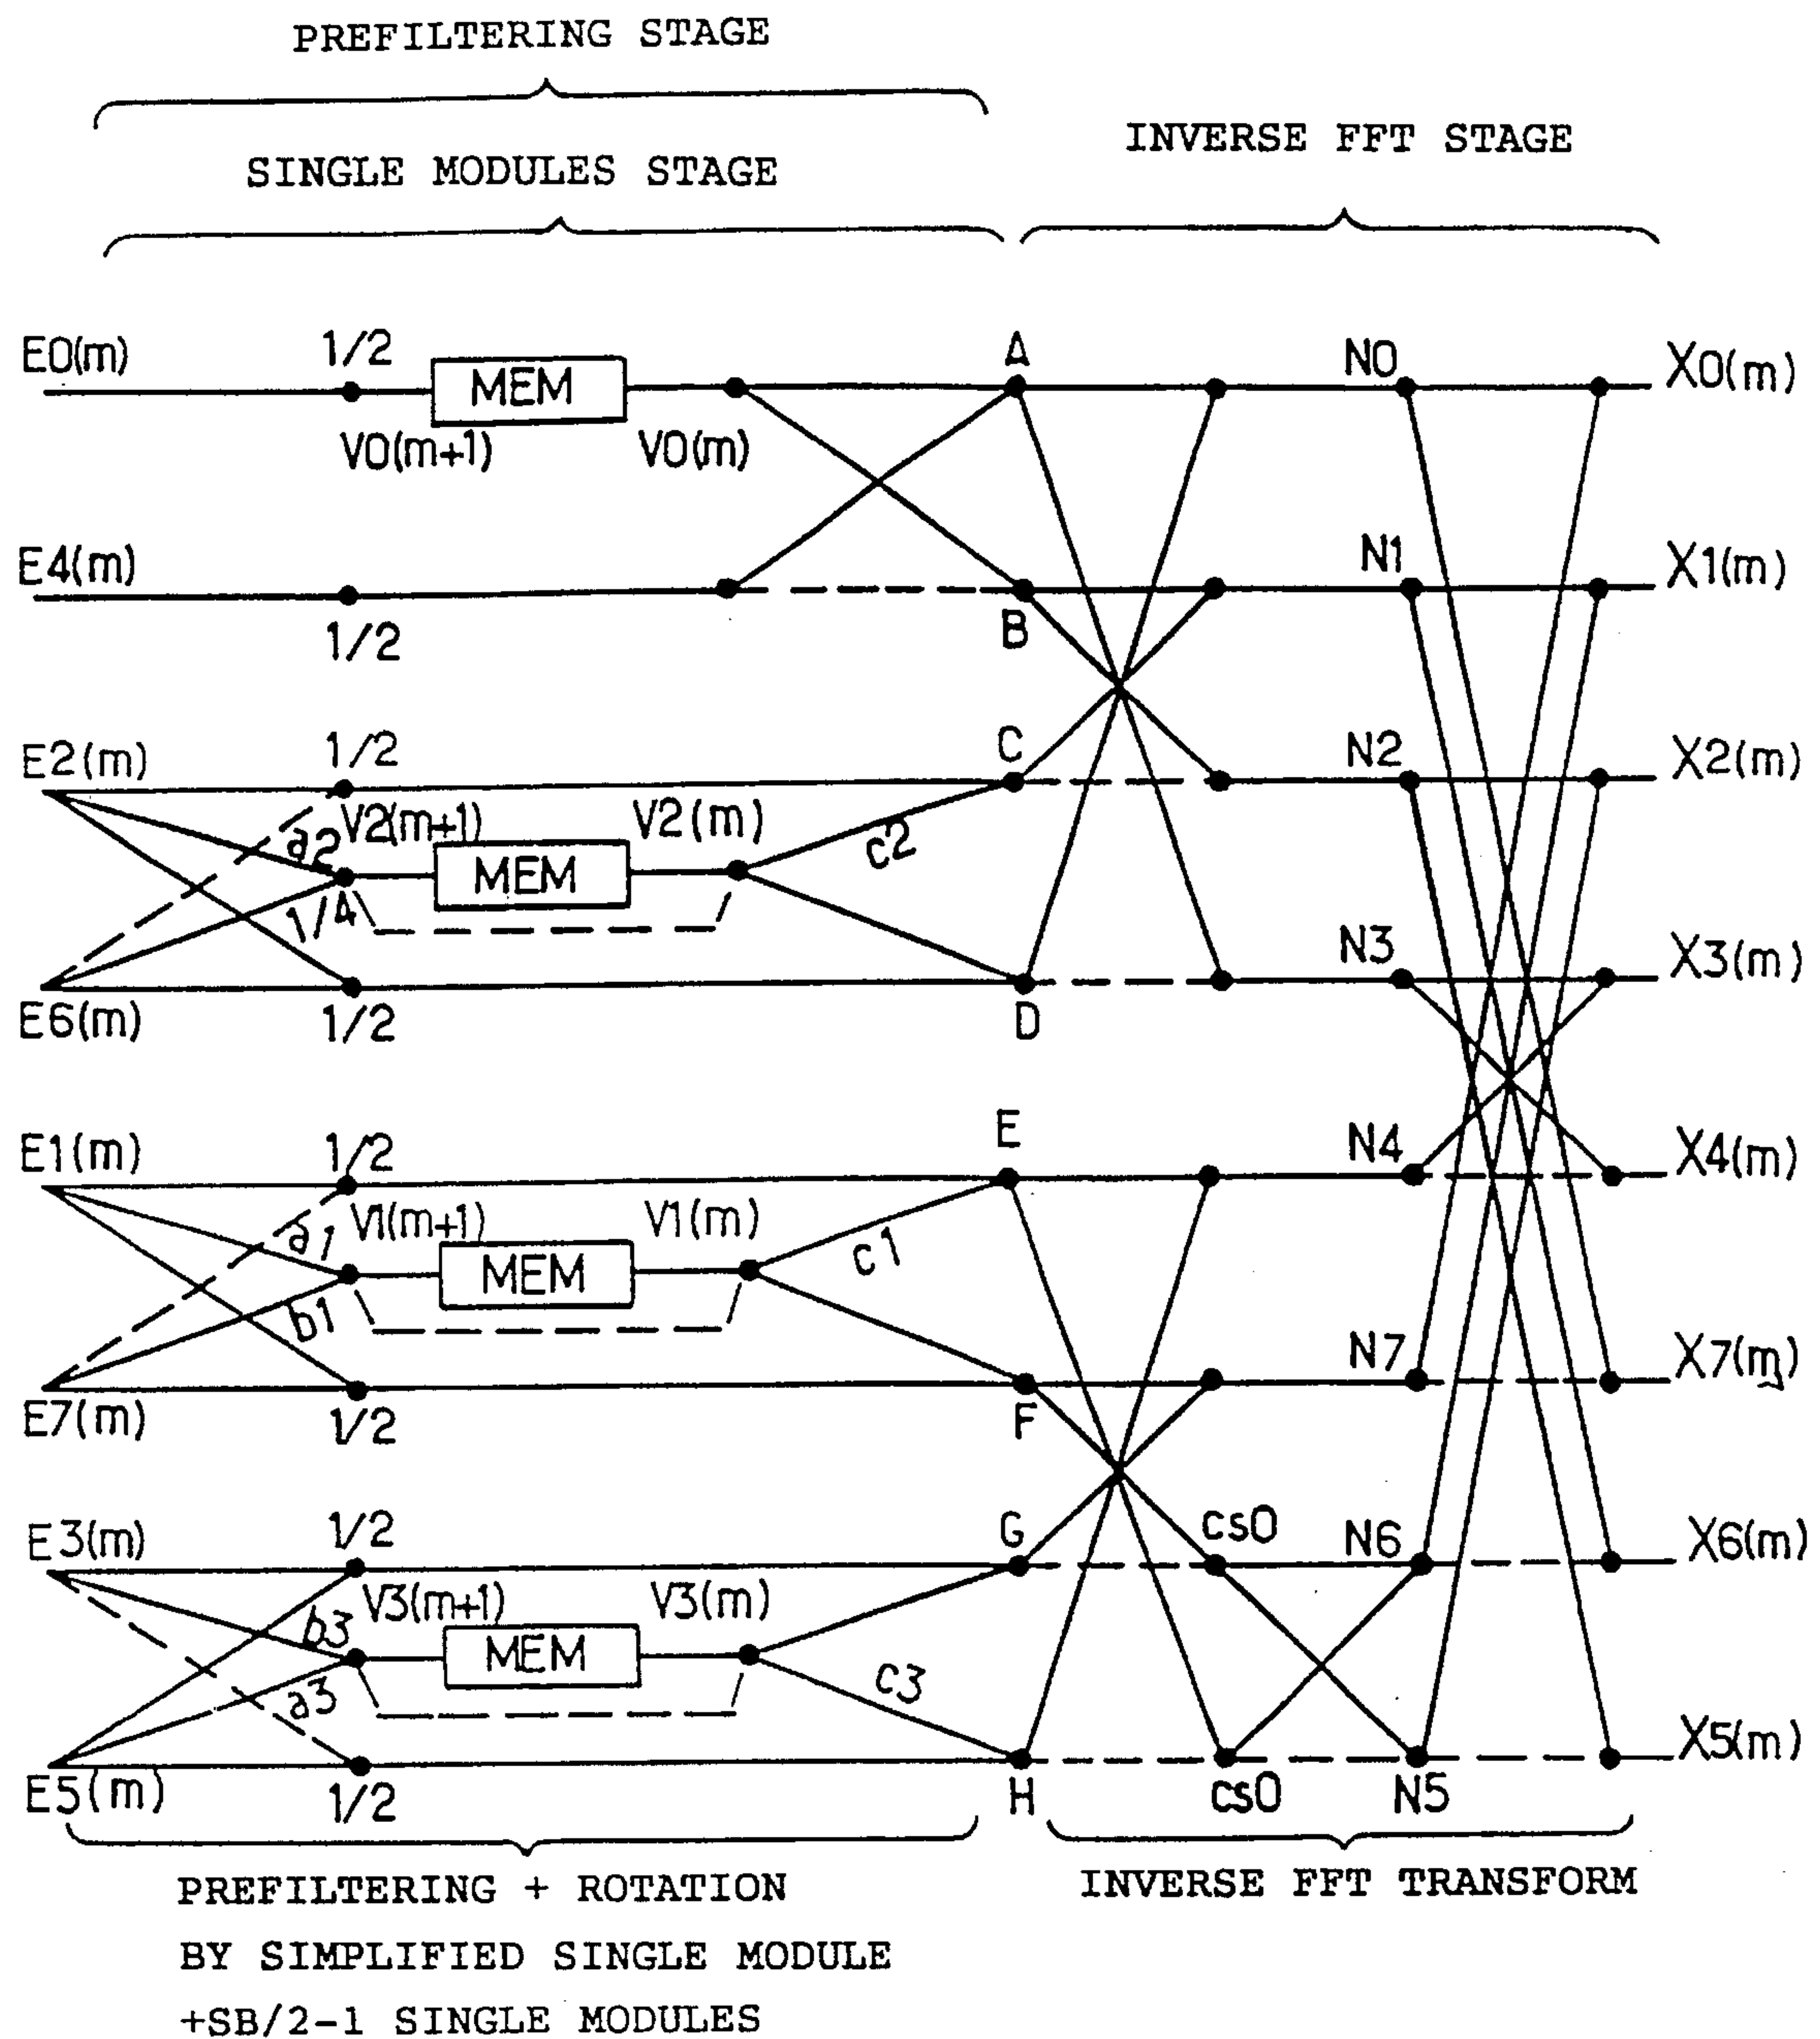 PREFILTERING STAGE
INVERSE FFT STAGE
SINGLE MODULES STAGE
E0(m) 1/2 MEM A N0 X0(m)
V0(m+1) V0(m)
E4(m) N1 X1(m)
1/2 B
E2(m) 1/2 C N2 X2(m)
a2 V2(m+1) V2(m) c2
MEM
1/4 N3 X3(m)
E6(m) 1/2 D
E1(m) 1/2 E N4 X4(m)
a1 V1(m+1) V1(m) c1
MEM
b1 N7 X7(m)
E7(m) 1/2 F
E3(m) 1/2 G cs0 N6 X6(m)
b3 V3(m+1) V3(m)
MEM
a3 c3 X5(m)
E5(m) 1/2 H cs0 N5
PREFILTERING + ROTATION
BY SIMPLIFIED SINGLE MODULE
+SB/2-1 SINGLE MODULES
INVERSE FFT TRANSFORM